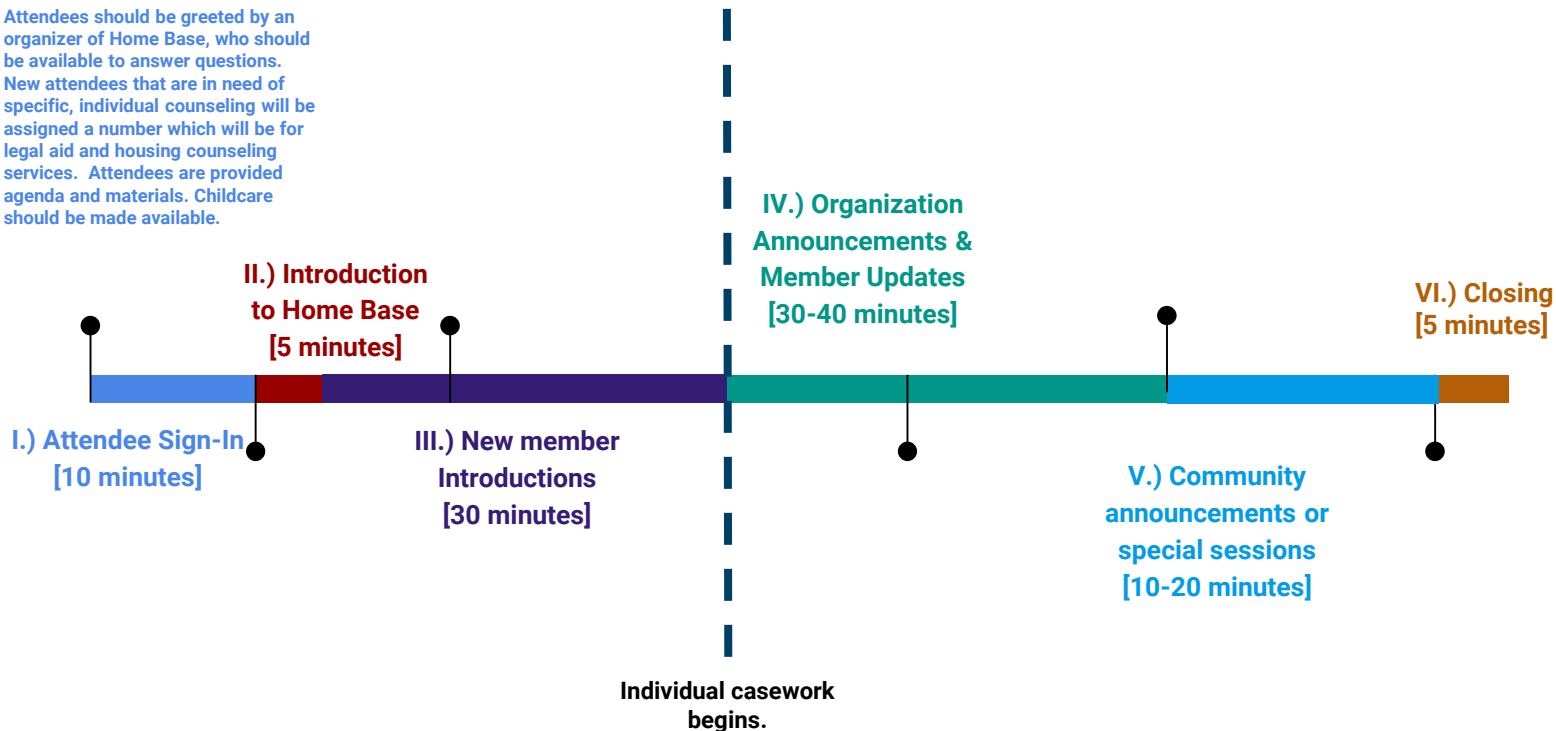 Attendees should be greeted by an
organizer of Home Base, who should
be available to answer questions.
New attendees that are in need of
specific, individual counseling will be
assigned a number which will be for
legal aid and housing counseling
services.  Attendees are provided
agenda and materials. Childcare
should be made available.
I.) Attendee Sign-In
[10 minutes]
II.) Introduction
to Home Base
[5 minutes]
III.) New member
Introductions
[30 minutes]
IV.) Organization
Announcements &
Member Updates
[30-40 minutes]
V.) Community
announcements or
special sessions
[10-20 minutes]
VI.) Closing
[5 minutes]
Individual casework
begins.